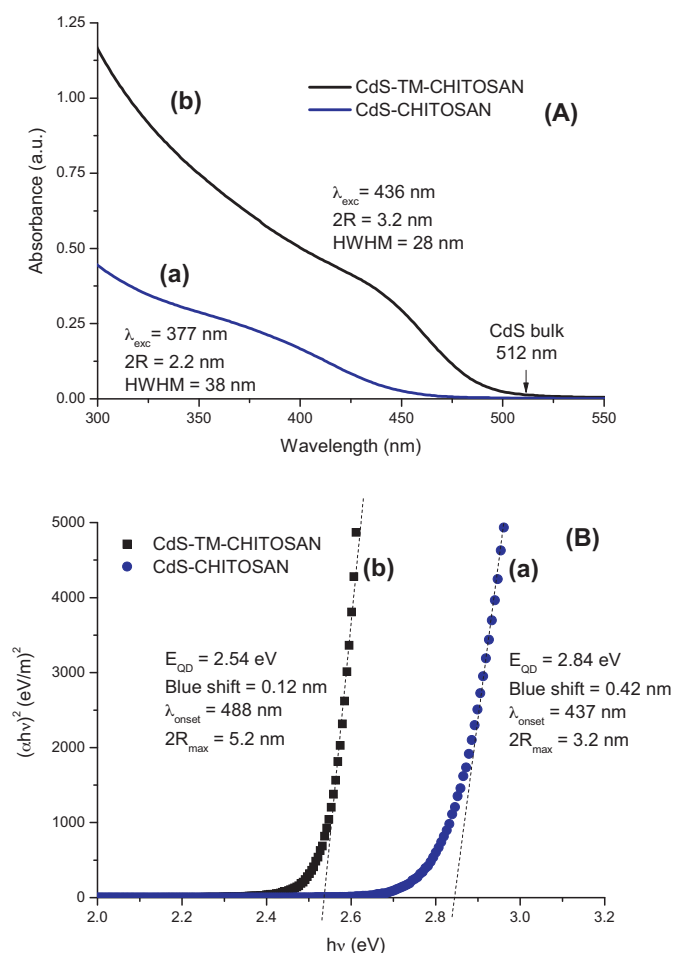 1.25
1.00
0.75
0.50
0.25
0.00
Absorbance (a.u.)
(b)
CdS-TM-CHITOSAN
CdS-CHITOSAN
(A)
λexc= 436 nm
2R = 3.2 nm
HWHM = 28 nm
(a)
λexc= 377 nm
2R = 2.2 nm
HWHM = 38 nm
CdS bulk
512 nm
300 350 400 450 500 550
Wavelength (nm)
5000
4000
3000
2000
1000
0
(αhν)² (eV/m)²
CdS-TM-CHITOSAN
CdS-CHITOSAN
(b)
(a)
(B)
EQD = 2.54 eV
Blue shift = 0.12 nm
λonset = 488 nm
2Rmax = 5.2 nm
EQD = 2.84 eV
Blue shift = 0.42 nm
λonset = 437 nm
2Rmax = 3.2 nm
2.0 2.2 2.4 2.6 2.8 3.0 3.2
hν (eV)